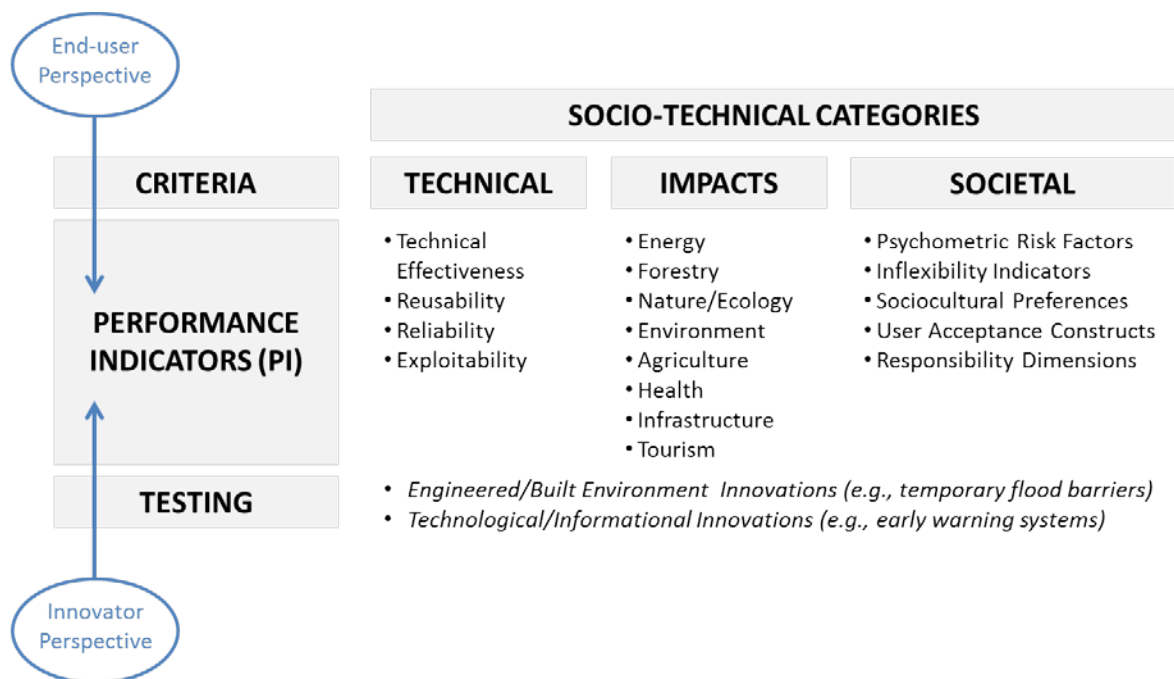 End-user
Perspective
SOCIO-TECHNICAL CATEGORIES
CRITERIA
TECHNICAL
IMPACTS
SOCIETAL
PERFORMANCE
INDICATORS (PI)
• Technical
Effectiveness
• Reusability
• Reliability
• Exploitability
• Energy
• Forestry
• Nature/Ecology
• Environment
• Agriculture
• Health
• Infrastructure
• Tourism
• Psychometric Risk Factors
• Inflexibility Indicators
• Sociocultural Preferences
• User Acceptance Constructs
• Responsibility Dimensions
TESTING
• Engineered/Built Environment Innovations (e.g., temporary flood barriers)
• Technological/Informational Innovations (e.g., early warning systems)
Innovator
Perspective